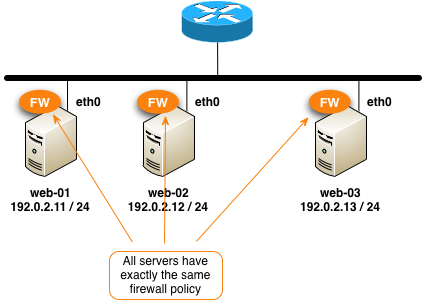 FW
eth0
FW
eth0
FW
eth0
web-01
192.0.2.11 / 24
web-02
192.0.2.12 / 24
web-03
192.0.2.13 / 24
All servers have
exactly the same
firewall policy